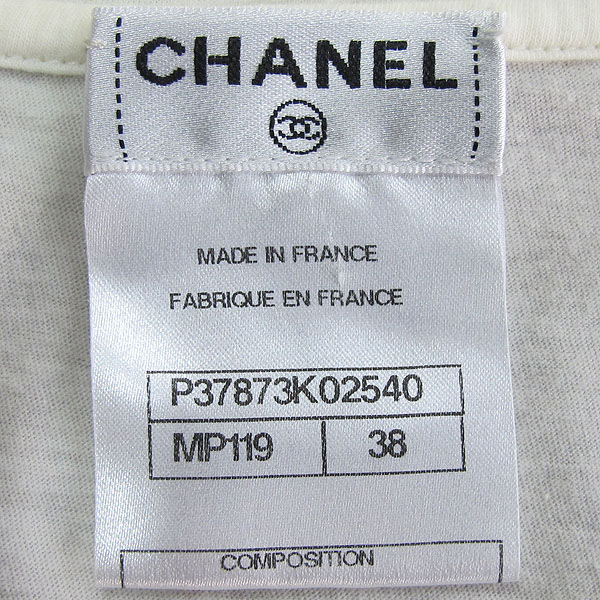 CHANEL
MADE IN FRANCE
FABRIQUE EN FRANCE
P37873K02540
MP119 38
COMPOSITION